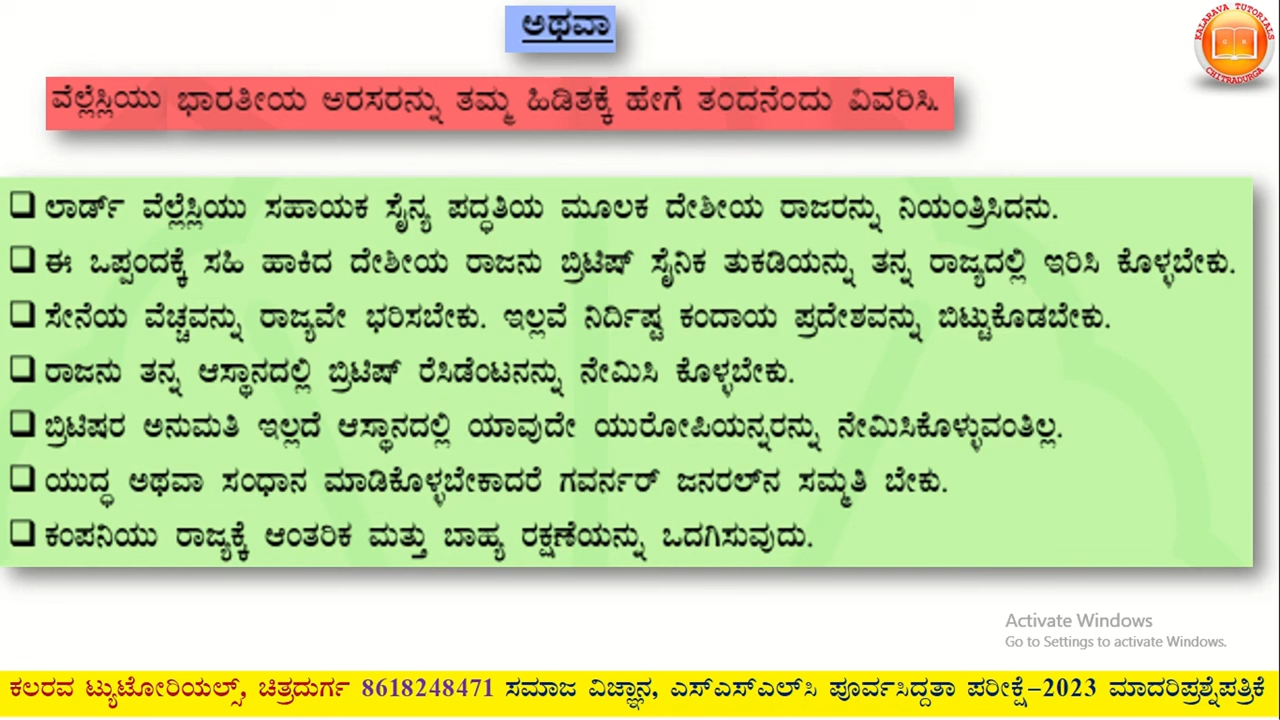 ಅಥವಾ
KALARAVA TUTORIALS
CHITRADURGA
ವೆಲ್ಲೆಸ್ಲಿಯು ಭಾರತೀಯ ಅರಸರನ್ನು ತಮ್ಮ ಹಿಡಿತಕ್ಕೆ ಹೇಗೆ ತಂದನೆಂದು ವಿವರಿಸಿ.
❑ ಲಾರ್ಡ್ ವೆಲ್ಲೆಸ್ಲಿಯು ಸಹಾಯಕ ಸೈನ್ಯ ಪದ್ಧತಿಯ ಮೂಲಕ ದೇಶೀಯ ರಾಜರನ್ನು ನಿಯಂತ್ರಿಸಿದನು.
❑ ಈ ಒಪ್ಪಂದಕ್ಕೆ ಸಹಿ ಹಾಕಿದ ದೇಶೀಯ ರಾಜನು ಬ್ರಿಟಿಷ್ ಸೈನಿಕ ತುಕಡಿಯನ್ನು ತನ್ನ ರಾಜ್ಯದಲ್ಲಿ ಇರಿಸಿ ಕೊಳ್ಳಬೇಕು.
❑ ಸೇನೆಯ ವೆಚ್ಚವನ್ನು ರಾಜ್ಯವೇ ಭರಿಸಬೇಕು. ಇಲ್ಲವೆ ನಿರ್ದಿಷ್ಟ ಕಂದಾಯ ಪ್ರದೇಶವನ್ನು ಬಿಟ್ಟುಕೊಡಬೇಕು.
❑ ರಾಜನು ತನ್ನ ಆಸ್ಥಾನದಲ್ಲಿ ಬ್ರಿಟಿಷ್ ರೆಸಿಡೆಂಟನನ್ನು ನೇಮಿಸಿ ಕೊಳ್ಳಬೇಕು.
❑ ಬ್ರಿಟಿಷರ ಅನುಮತಿ ಇಲ್ಲದೆ ಆಸ್ಥಾನದಲ್ಲಿ ಯಾವುದೇ ಯುರೋಪಿಯನ್ನರನ್ನು ನೇಮಿಸಿಕೊಳ್ಳುವಂತಿಲ್ಲ.
❑ ಯುದ್ಧ ಅಥವಾ ಸಂಧಾನ ಮಾಡಿಕೊಳ್ಳಬೇಕಾದರೆ ಗವರ್ನರ್ ಜನರಲ್‌ನ ಸಮ್ಮತಿ ಬೇಕು.
❑ ಕಂಪನಿಯು ರಾಜ್ಯಕ್ಕೆ ಆಂತರಿಕ ಮತ್ತು ಬಾಹ್ಯ ರಕ್ಷಣೆಯನ್ನು ಒದಗಿಸುವುದು.
Activate Windows
Go to Settings to activate Windows.
ಕಲರವ ಟ್ಯುಟೋರಿಯಲ್ಸ್, ಚಿತ್ರದುರ್ಗ 8618248471 ಸಮಾಜ ವಿಜ್ಞಾನ, ಎಸ್ಎಸ್ಎಲ್‌ಸಿ ಪೂರ್ವಸಿದ್ದತಾ ಪರೀಕ್ಷೆ-2023 ಮಾದರಿಪ್ರಶ್ನೆಪತ್ರಿಕೆ